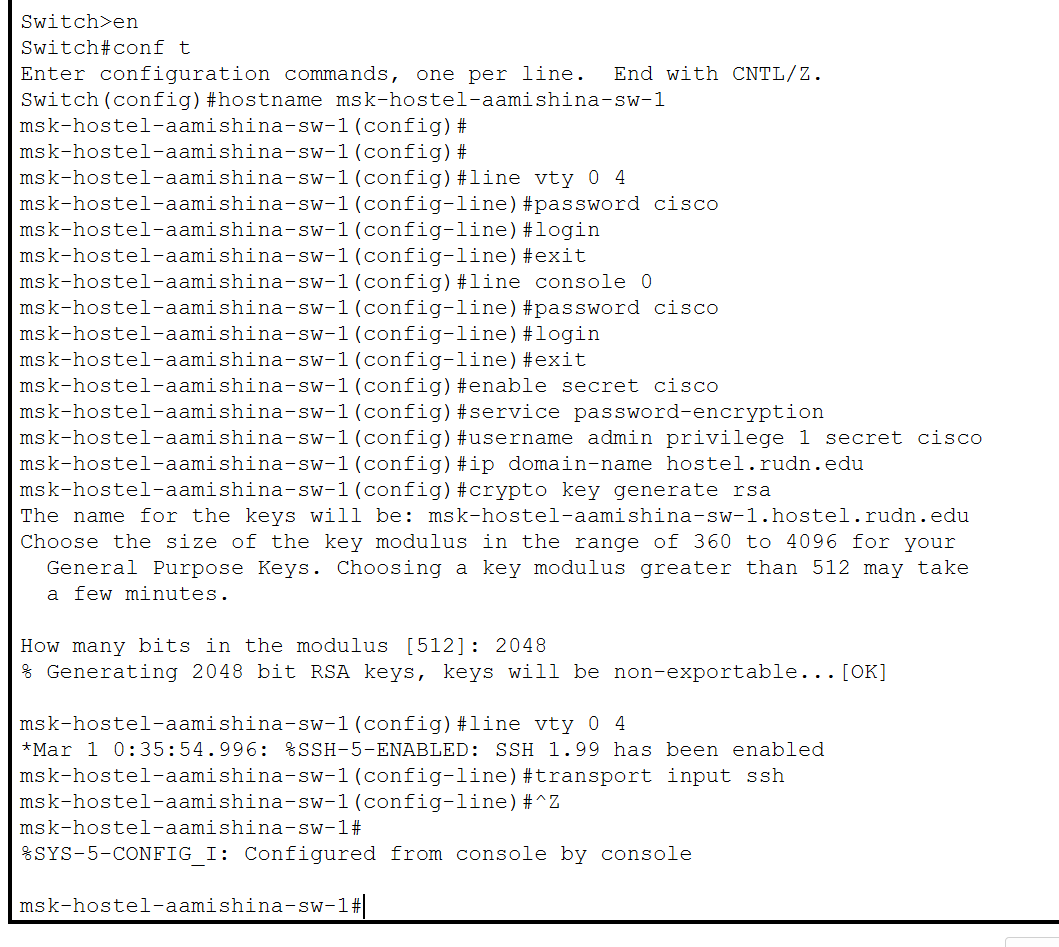 Switch>en
Switch#conf t
Enter configuration commands, one per line.  End with CNTL/Z.
Switch(config)#hostname msk-hostel-aamishina-sw-1
msk-hostel-aamishina-sw-1(config)#
msk-hostel-aamishina-sw-1(config)#
msk-hostel-aamishina-sw-1(config)#line vty 0 4
msk-hostel-aamishina-sw-1(config-line)#password cisco
msk-hostel-aamishina-sw-1(config-line)#login
msk-hostel-aamishina-sw-1(config-line)#exit
msk-hostel-aamishina-sw-1(config)#line console 0
msk-hostel-aamishina-sw-1(config-line)#password cisco
msk-hostel-aamishina-sw-1(config-line)#login
msk-hostel-aamishina-sw-1(config-line)#exit
msk-hostel-aamishina-sw-1(config)#enable secret cisco
msk-hostel-aamishina-sw-1(config)#service password-encryption
msk-hostel-aamishina-sw-1(config)#username admin privilege 1 secret cisco
msk-hostel-aamishina-sw-1(config)#ip domain-name hostel.rudn.edu
msk-hostel-aamishina-sw-1(config)#crypto key generate rsa
The name for the keys will be: msk-hostel-aamishina-sw-1.hostel.rudn.edu
Choose the size of the key modulus in the range of 360 to 4096 for your
  General Purpose Keys. Choosing a key modulus greater than 512 may take
  a few minutes.

How many bits in the modulus [512]: 2048
% Generating 2048 bit RSA keys, keys will be non-exportable...[OK]

msk-hostel-aamishina-sw-1(config)#line vty 0 4
*Mar 1 0:35:54.996: %SSH-5-ENABLED: SSH 1.99 has been enabled
msk-hostel-aamishina-sw-1(config-line)#transport input ssh
msk-hostel-aamishina-sw-1(config-line)#^Z
msk-hostel-aamishina-sw-1#
%SYS-5-CONFIG_I: Configured from console by console

msk-hostel-aamishina-sw-1#